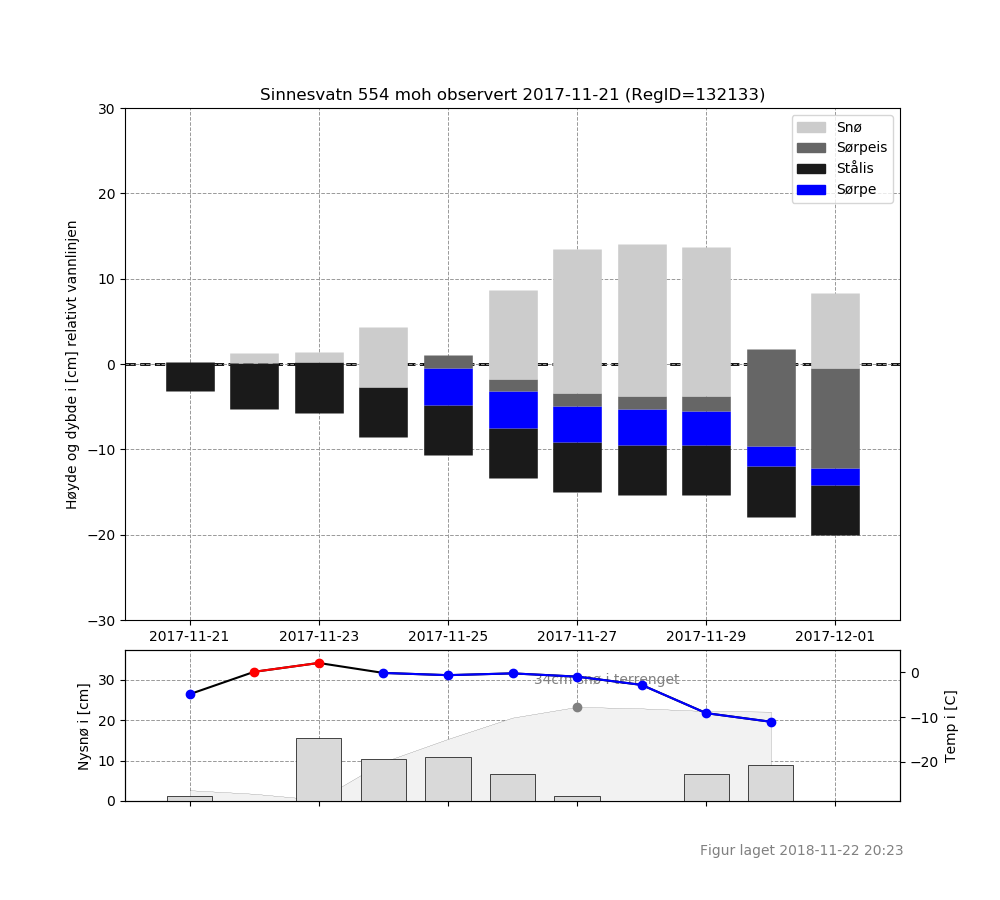 Sinnesvatn 554 moh observert 2017-11-21 (RegID=132133)
Høyde og dybde i [cm] relativt vannlinjen
30
20
10
0
−10
−20
−30
Snø
Sørpeis
Stålis
Sørpe
2017-11-21 2017-11-23 2017-11-25 2017-11-27 2017-11-29 2017-12-01
Nysnø i [cm]
30
20
10
0
34cm snø i terrenget
0
−10
−20
Temp i [C]
Figur laget 2018-11-22 20:23